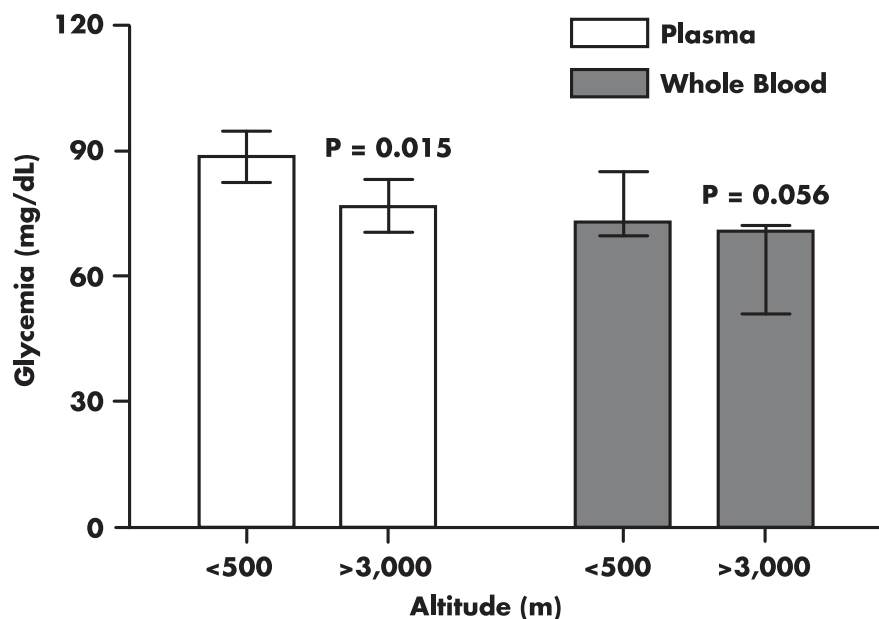 120
90
60
30
0
Glycemia (mg/dL)
Plasma
Whole Blood
P = 0.015
P = 0.056
<500
>3,000
<500
>3,000
Altitude (m)